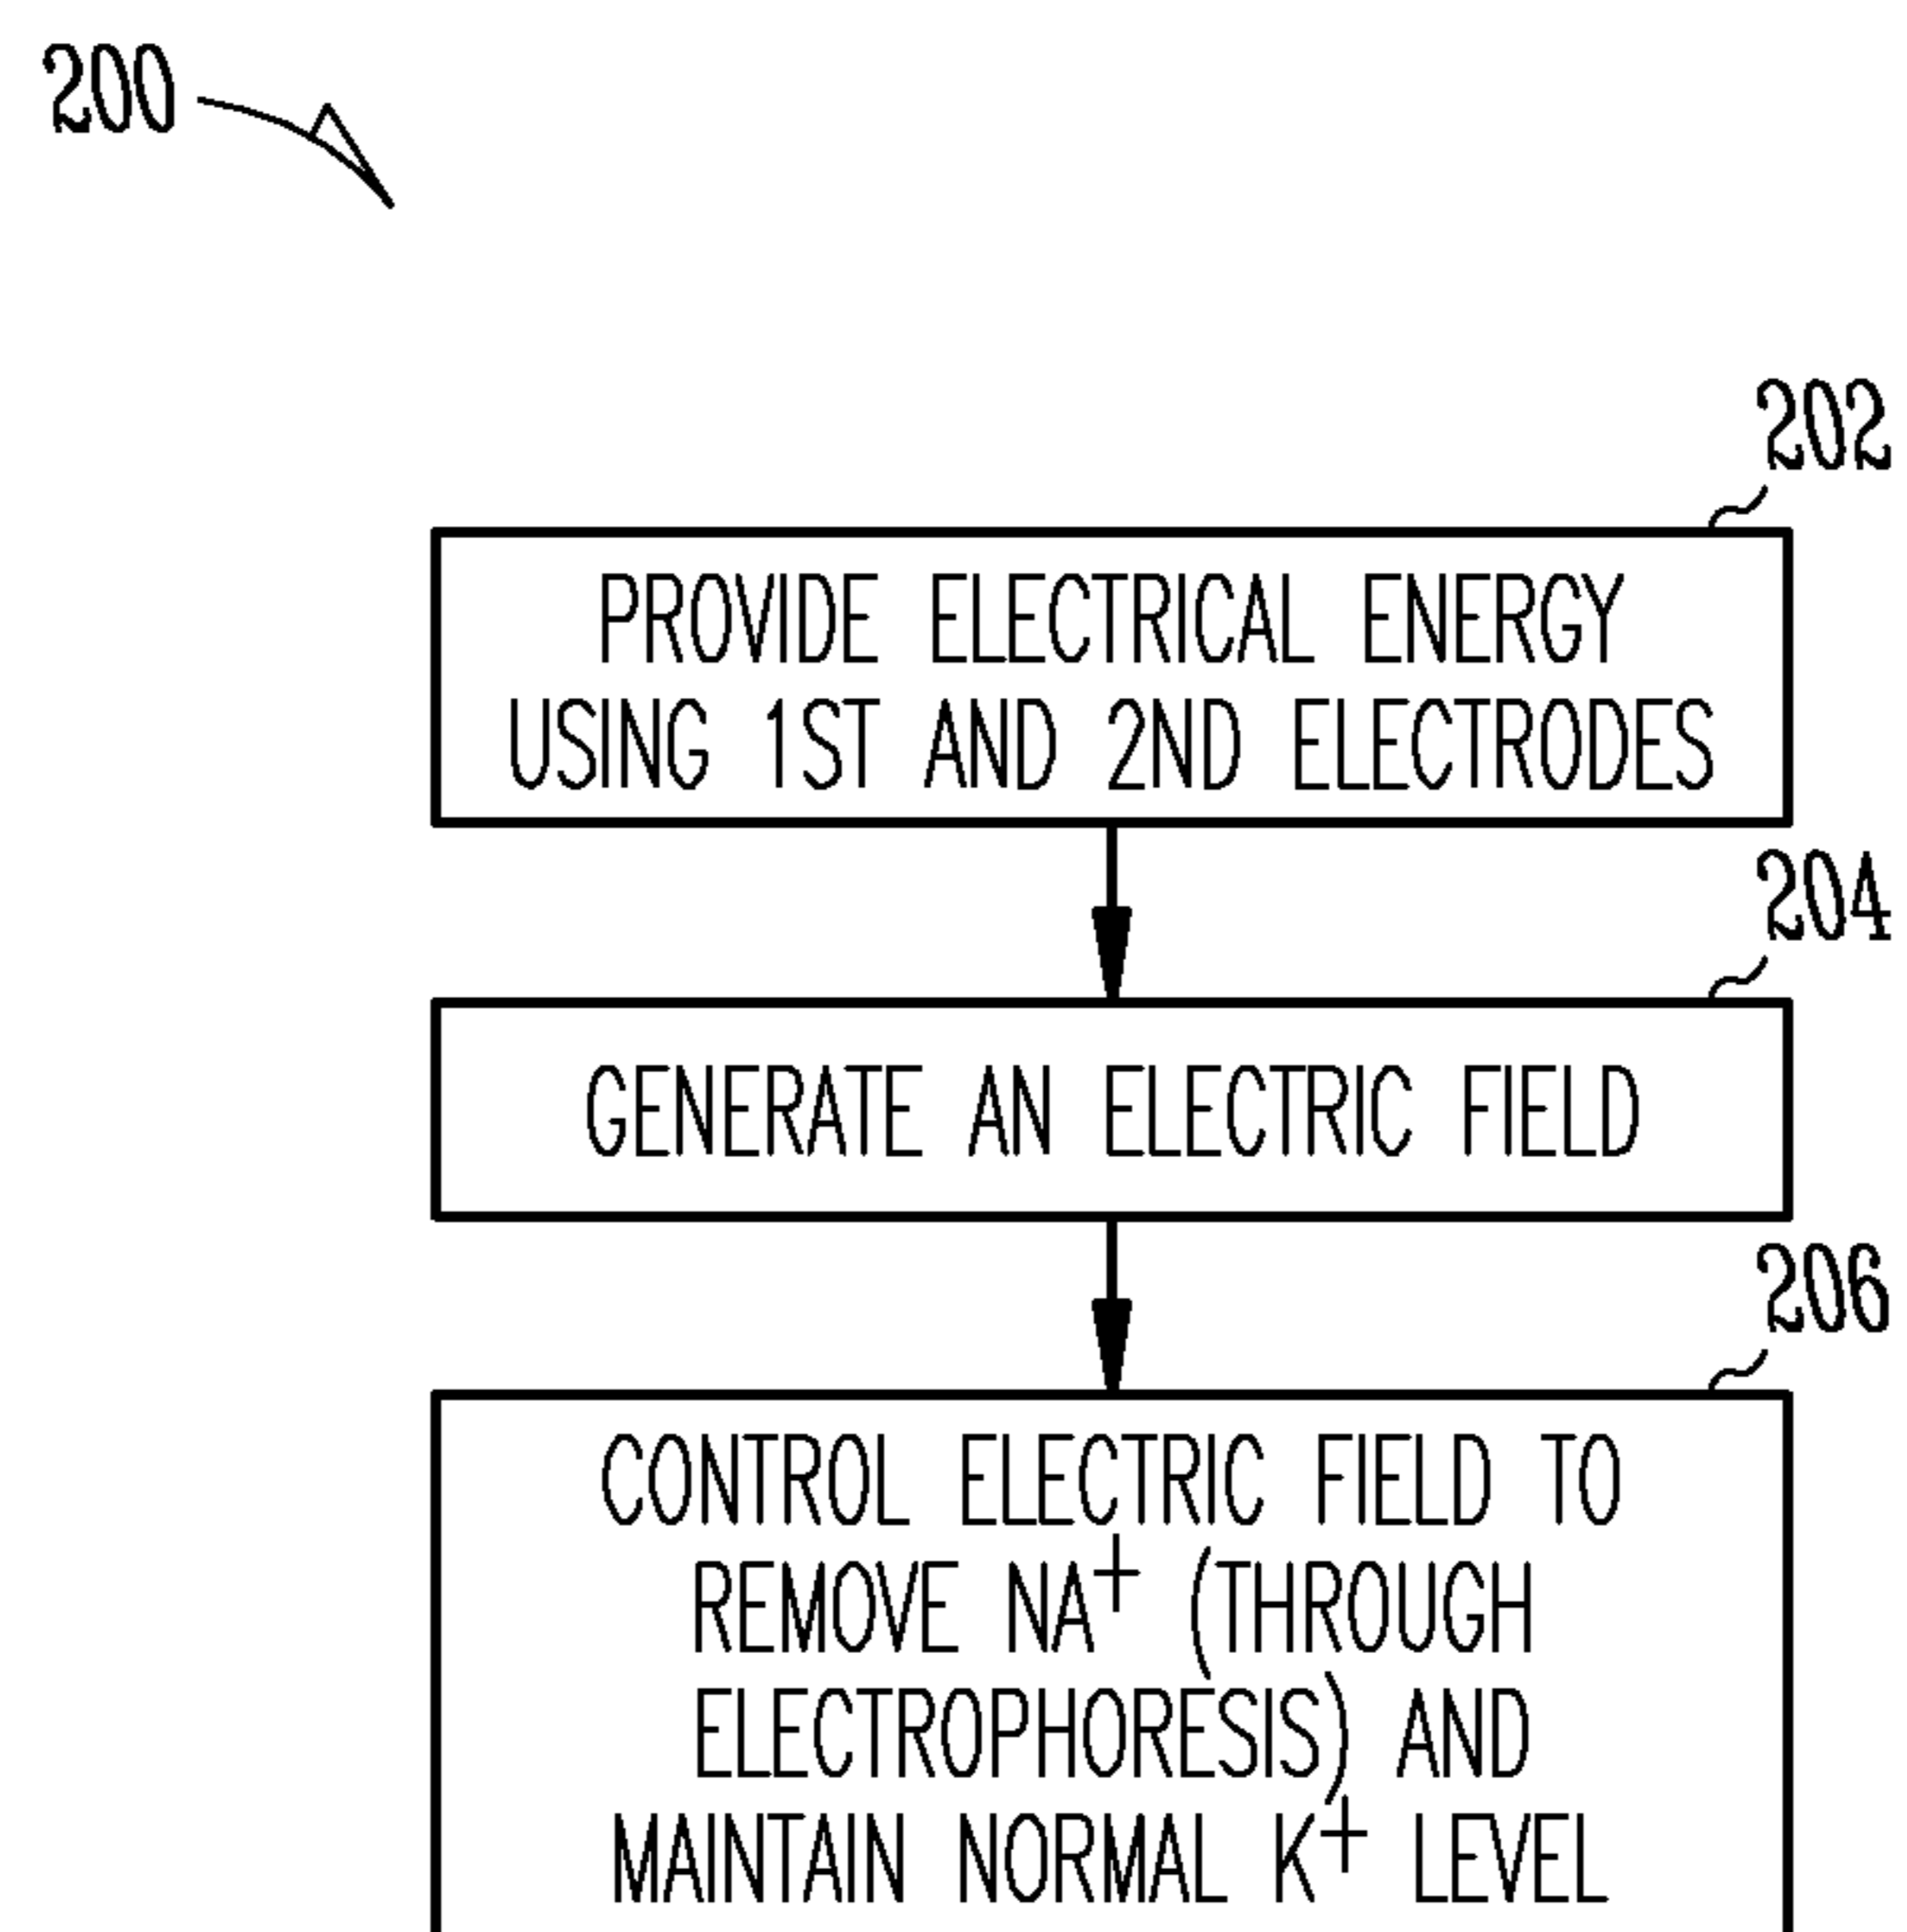 200
202
PROVIDE ELECTRICAL ENERGY
USING 1ST AND 2ND ELECTRODES
204
GENERATE AN ELECTRIC FIELD
206
CONTROL ELECTRIC FIELD TO
REMOVE NA⁺ (THROUGH
ELECTROPHORESIS) AND
MAINTAIN NORMAL K⁺ LEVEL